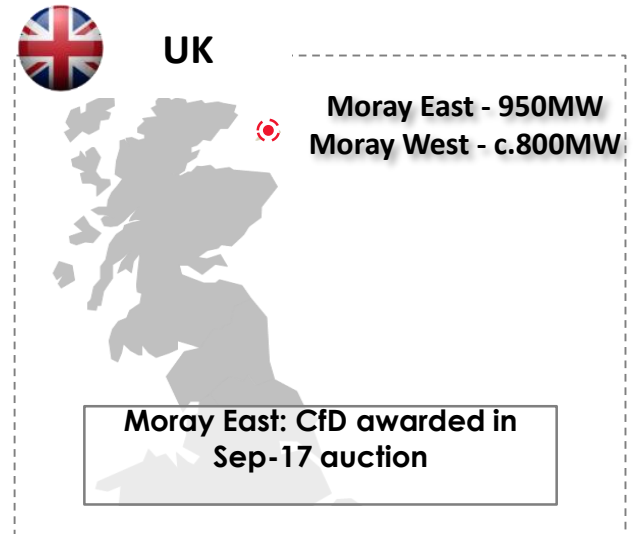 UK
Moray East - 950MW
Moray West - c.800MW
Moray East: CfD awarded in
Sep-17 auction